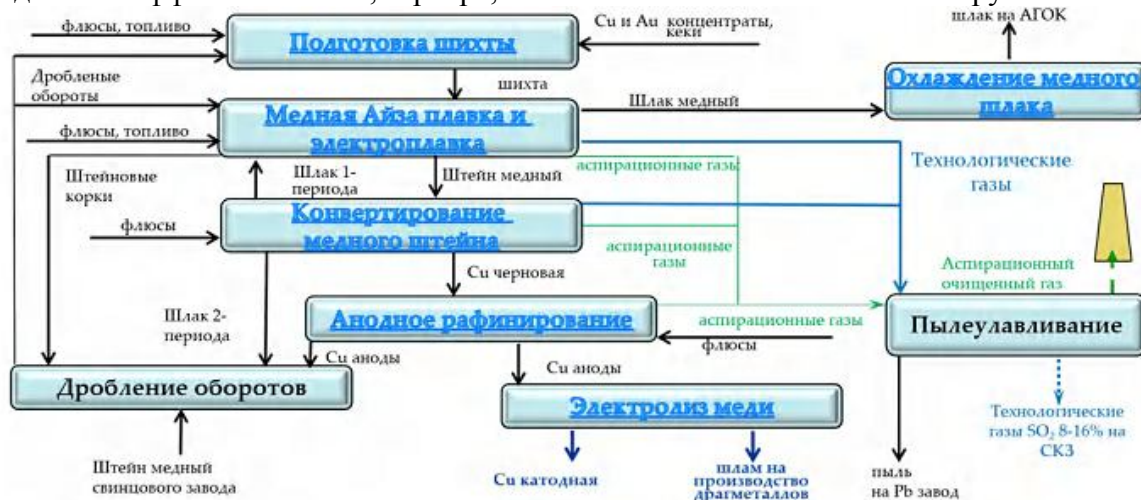 флюсы, топливо
Подготовка шихты
Cu и Au концентраты,
кеки
шлак на АГОК
Дробленые
обороты
шихта
Охлаждение медного
шлака
Медная Айза плавка и
электроплавка
Шлак медный
флюсы, топливо
Штейновые
корки
Шлак 1-
периода
Штейн медный
аспирационные газы
Технологические
газы
флюсы
Конвертирование
медного штейна
аспирационные
газы
Cu черновая
Аспирационный
очищенный газ
Шлак 2-
периода
Анодное рафинирование
аспирационные газы
флюсы
Пылеулавливание
Cu аноды
Cu аноды
Дробление оборотов
Электролиз меди
Технологические
газы SO₂ 8-16% на
СКЗ
Штейн медный
свинцового завода
Cu катодная
шлам на
производство
драгметаллов
пыль
на Pb завод